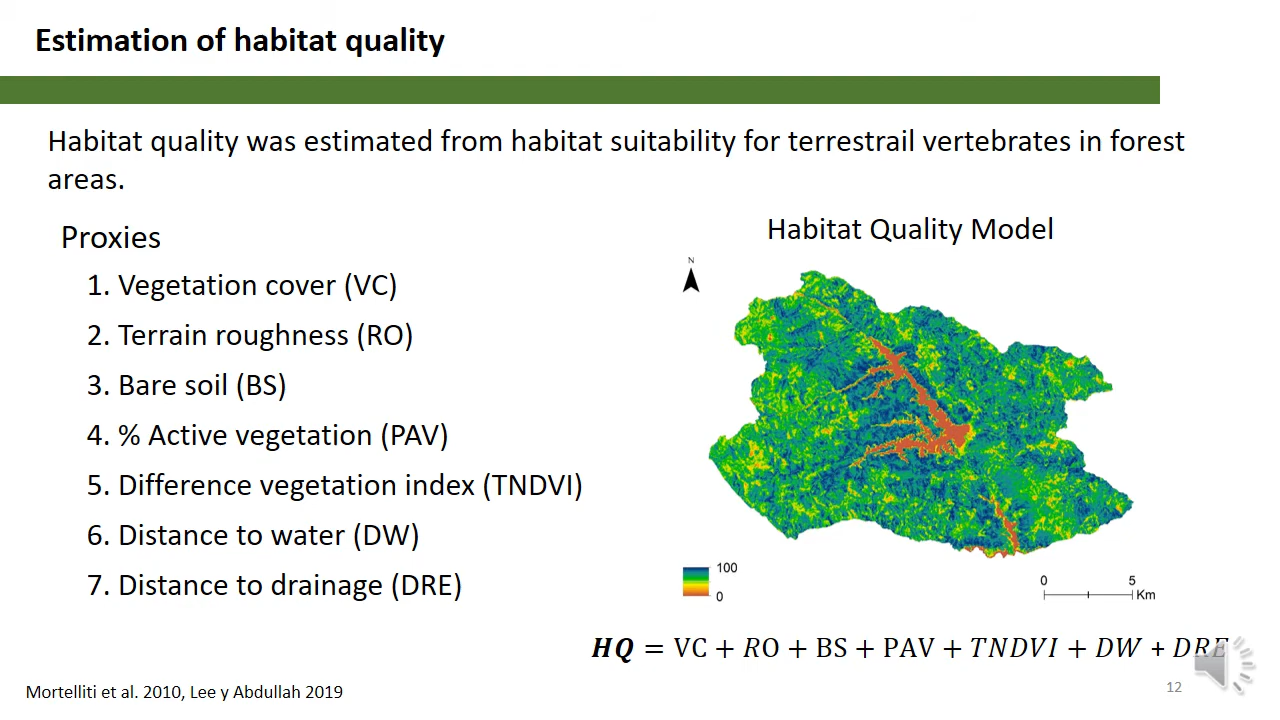 Estimation of habitat quality
Habitat quality was estimated from habitat suitability for terrestrail vertebrates in forest
areas.
Proxies
1. Vegetation cover (VC)
2. Terrain roughness (RO)
3. Bare soil (BS)
4. % Active vegetation (PAV)
5. Difference vegetation index (TNDVI)
6. Distance to water (DW)
7. Distance to drainage (DRE)
Habitat Quality Model
N
100
0
0 5
Km
HQ = VC + RO + BS + PAV + TNDVI + DW + DRE
Mortelliti et al. 2010, Lee y Abdullah 2019
12